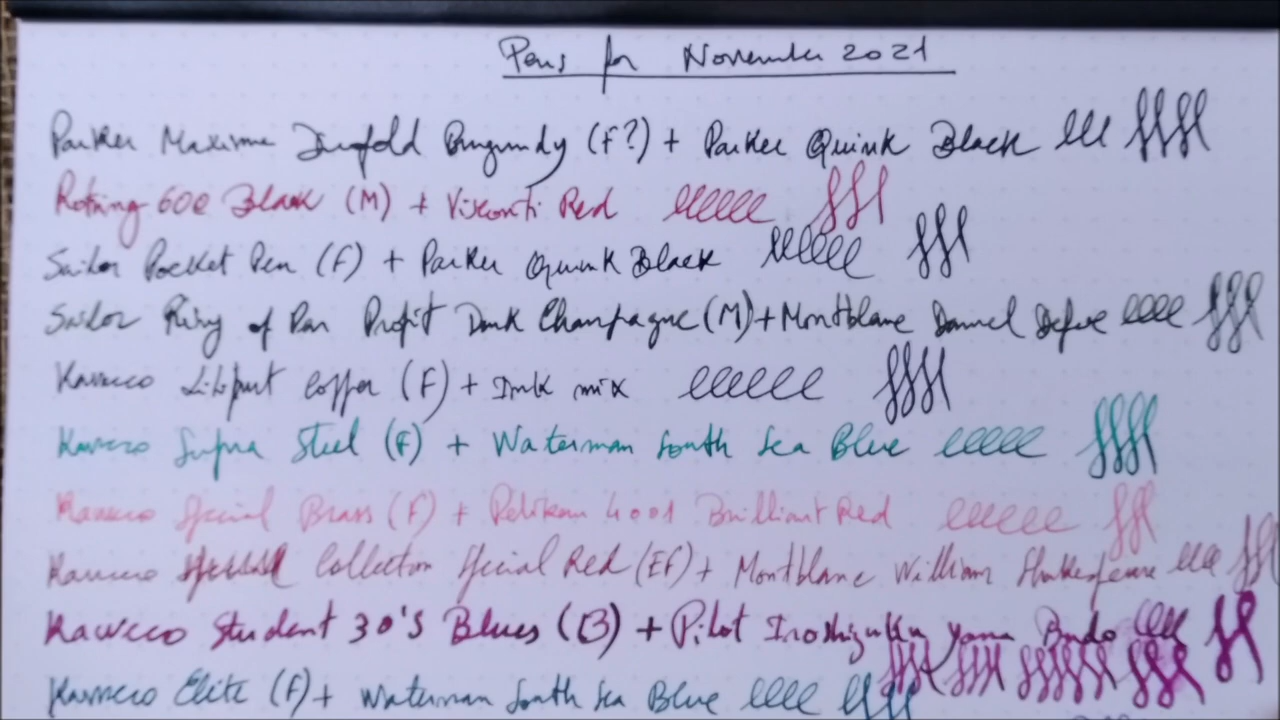 Pens for November 2021
Parker Maxima Duofold Burgundy (F?) + Parker Quink Black
Rotring 600 Black (M) + Visconti Red
Sailor Pocket Pen (F) + Parker Quink Black
Sailor King of Pen Profit Dark Champagne (M) + Montblanc Daniel Defoe
Kaweco Liliput Copper (F) + Ink mix
Kaweco Supra Steel (F) + Waterman South Sea Blue
Kaweco Special Brass (F) + Pelikan 4001 Brilliant Red
Kaweco Collection Special Red (EF) + Montblanc William Shakespeare
Kaweco Student 30's Blues (B) + Pilot Iroshizuku Yama Budo
Kaweco Elite (F) + Waterman South Sea Blue